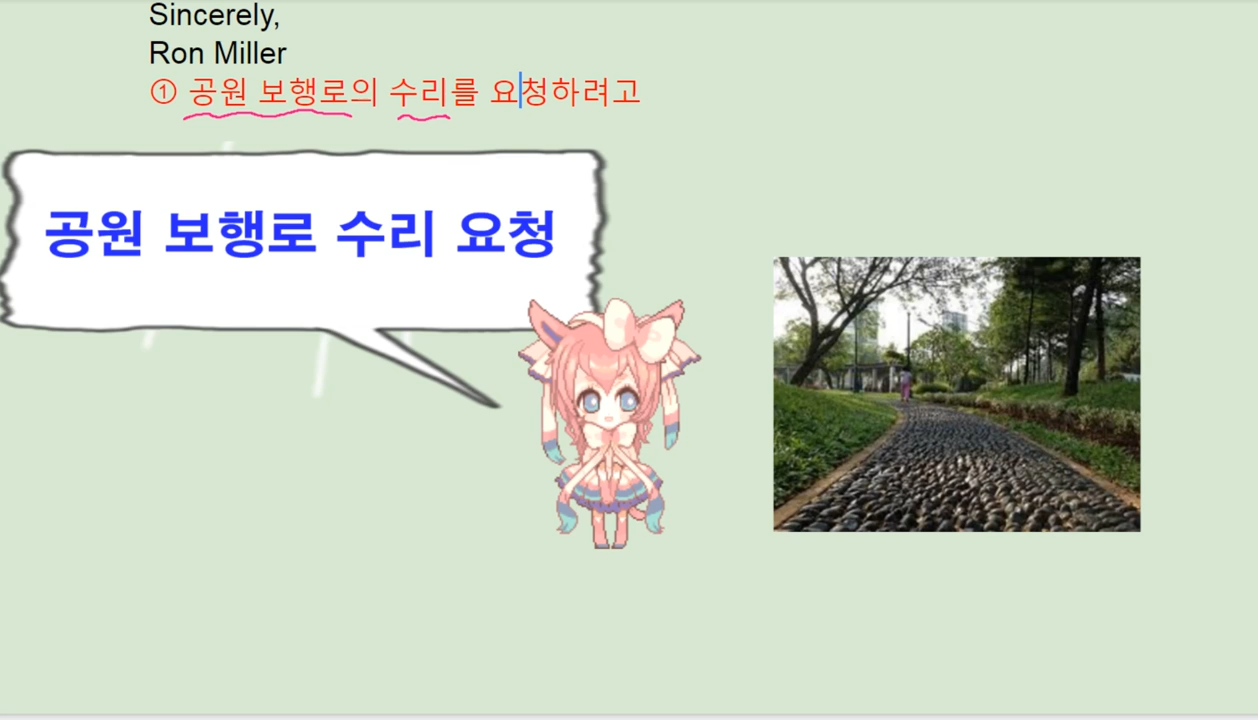 Sincerely,
Ron Miller
① 공원 보행로의 수리를 요청하려고
공원 보행로 수리 요청